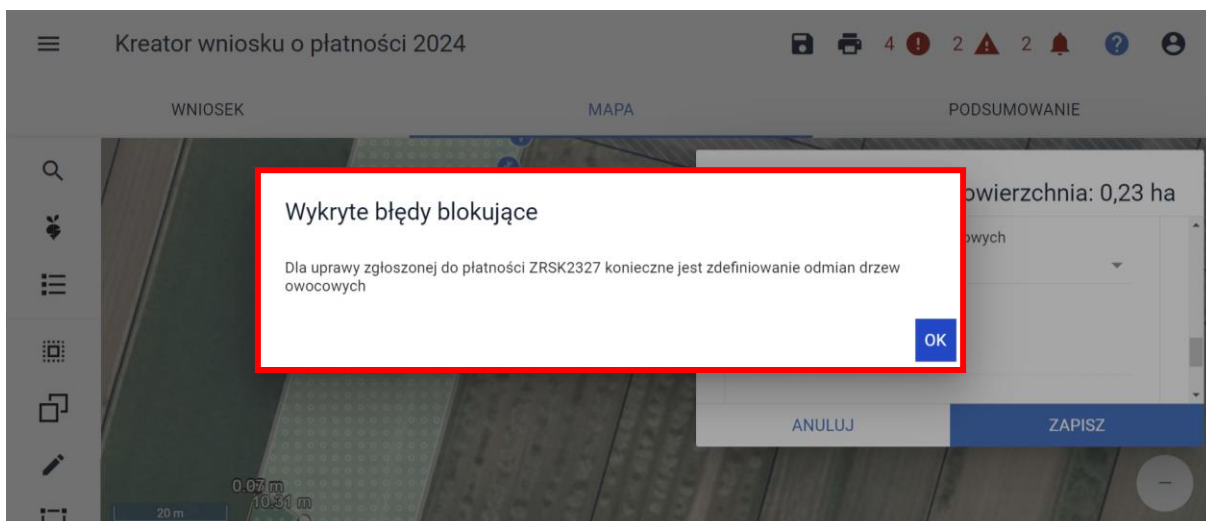 Kreator wniosku o płatności 2024
4
2
2
WNIOSEK
MAPA
PODSUMOWANIE
owierzchnia: 0,23 ha
owych
Wykryte błędy blokujące
Dla uprawy zgłoszonej do płatności ZRSK2327 konieczne jest zdefiniowanie odmian drzew
owocowych
OK
ANULUJ
ZAPISZ
0.07 m
10.31 m
20 m